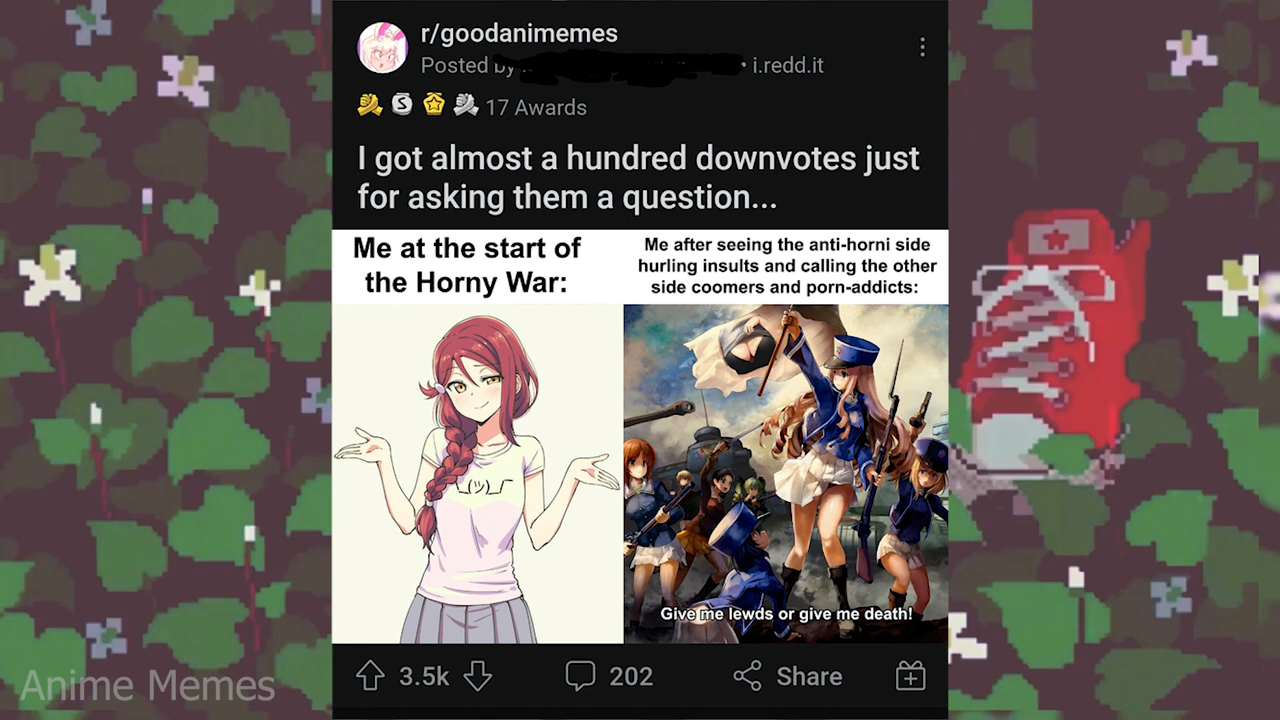 r/goodanimemes
Posted by
• i.redd.it
S
17 Awards
I got almost a hundred downvotes just
for asking them a question...
Me at the start of
the Horny War:
Me after seeing the anti-horni side
hurling insults and calling the other
side coomers and porn-addicts:
¯\_(ツ)_/¯
Give me lewds or give me death!
3.5k
202
Share
Anime Memes